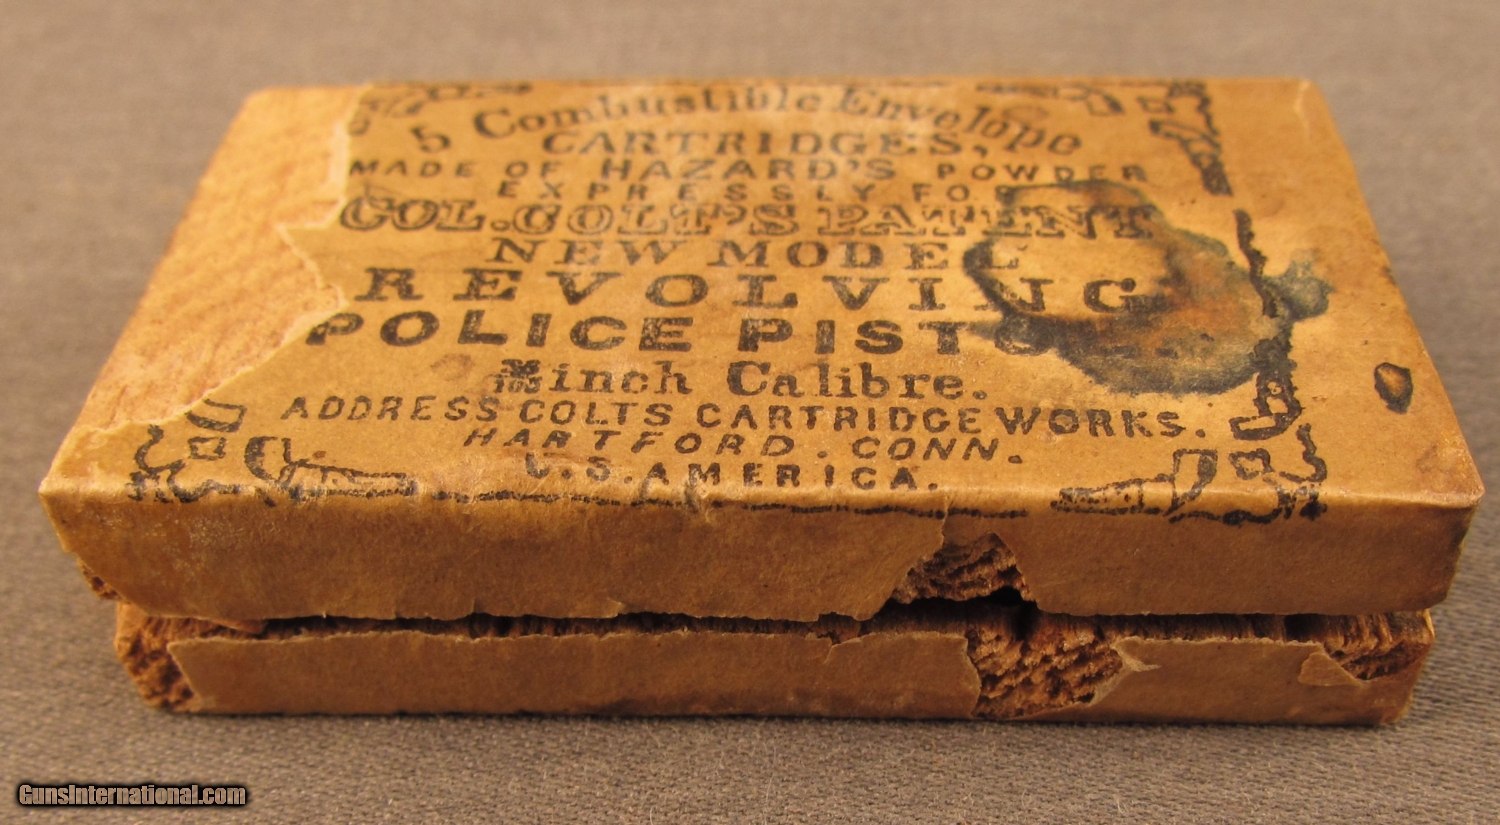 5 Combustible Envelope
CARTRIDGES,
MADE OF HAZARD'S POWDER
EXPRESSLY FOR
COL. COLT'S PATENT
NEW MODEL
REVOLVING
POLICE PIST
inch Calibre.
ADDRESS COLTS CARTRIDGE WORKS.
HARTFORD. CONN.
U.S. AMERICA.
GunsInternational.com